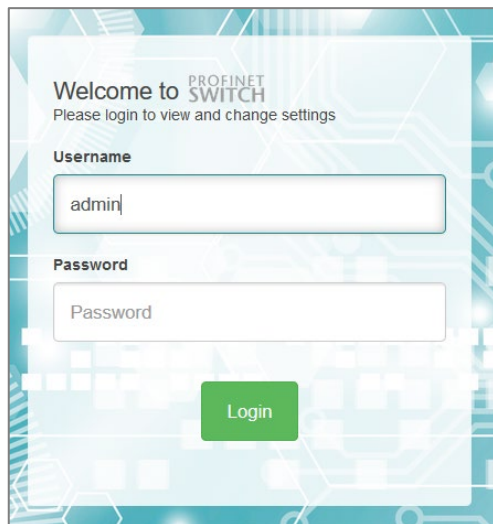 Welcome to PROFINET SWITCH
Please login to view and change settings
Username
admin
Password
Password
Login